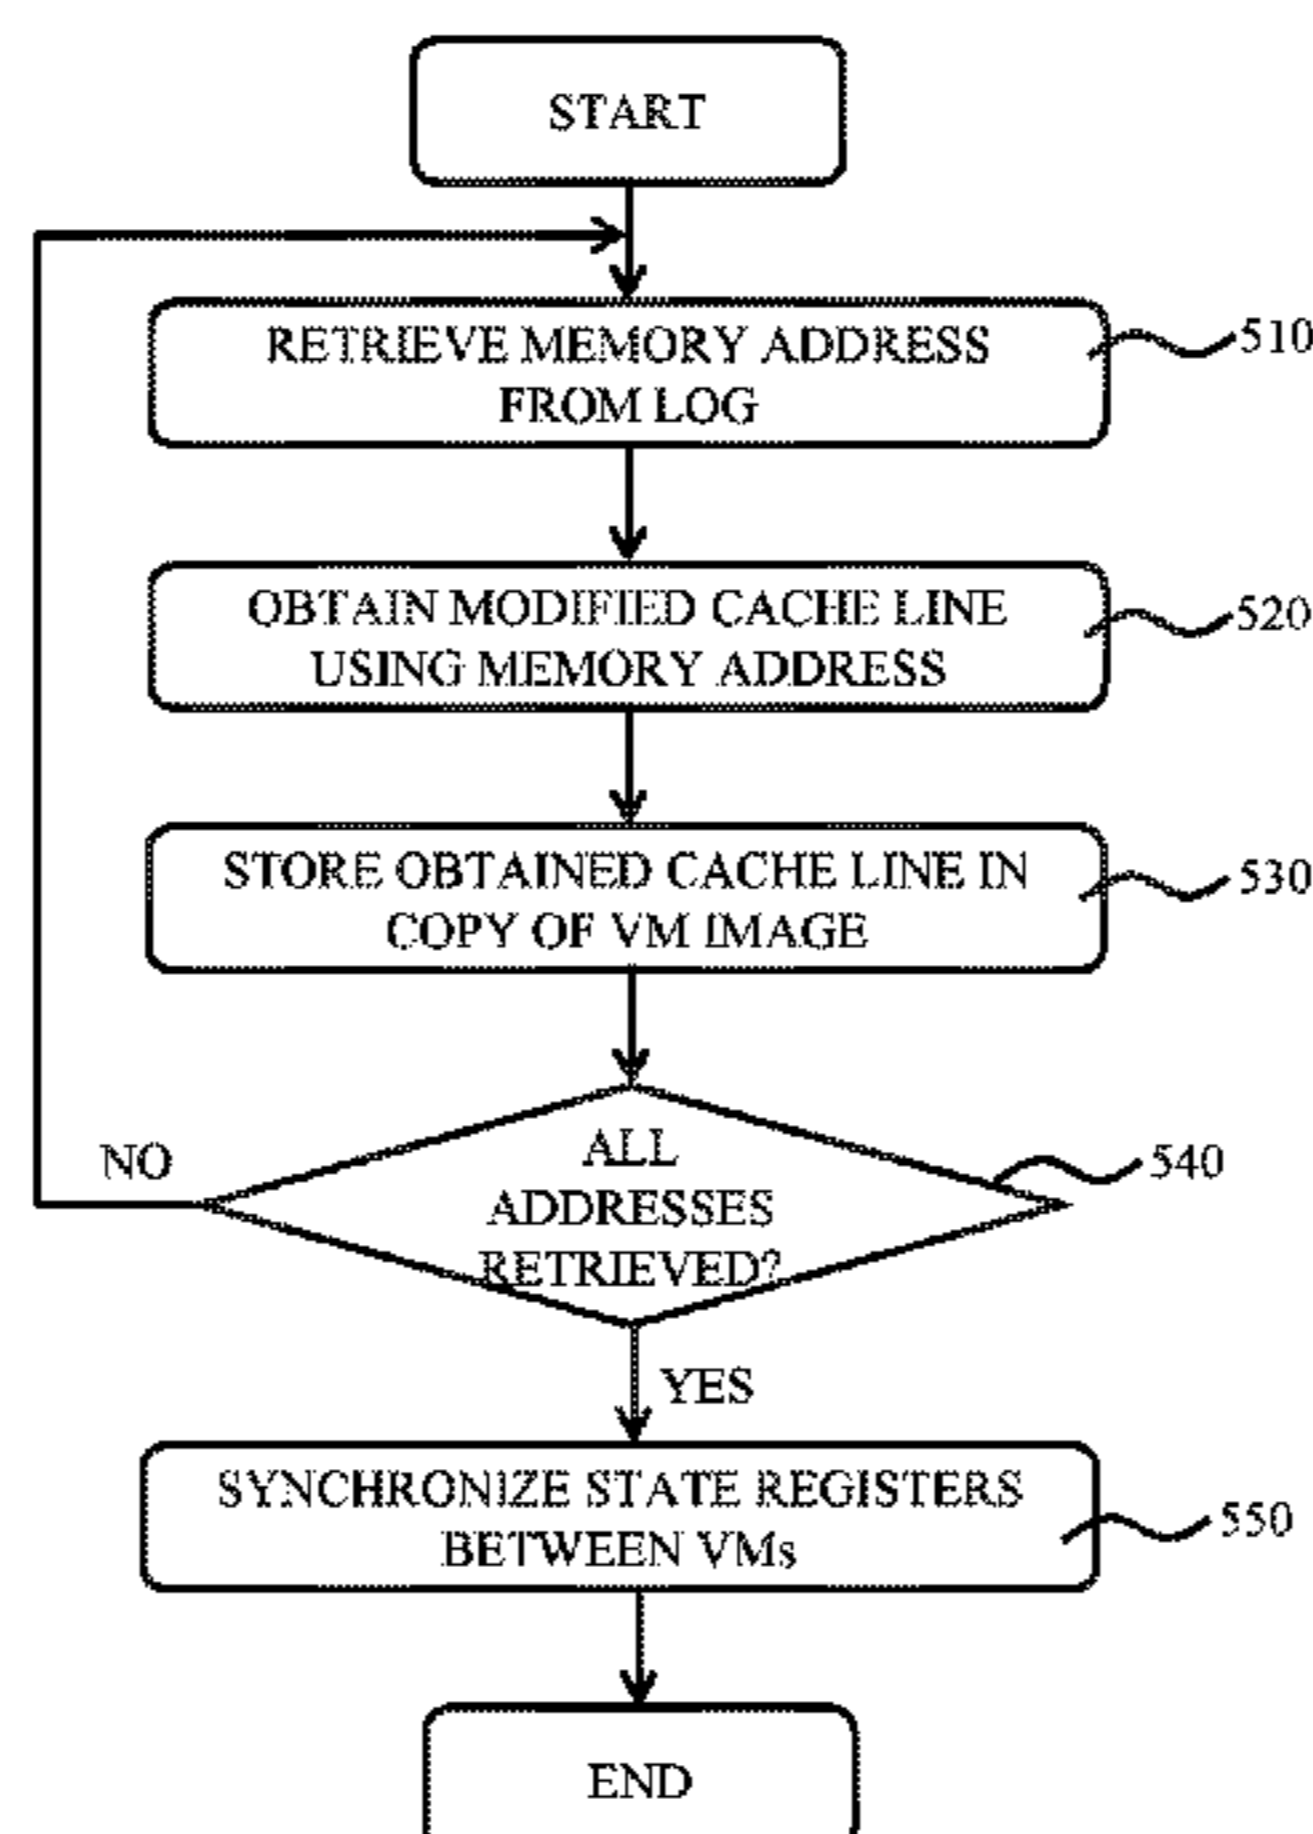 START
RETRIEVE MEMORY ADDRESS
FROM LOG
510
OBTAIN MODIFIED CACHE LINE
USING MEMORY ADDRESS
520
STORE OBTAINED CACHE LINE IN
COPY OF VM IMAGE
530
NO
ALL
ADDRESSES
RETRIEVED?
540
YES
SYNCHRONIZE STATE REGISTERS
BETWEEN VMs
550
END